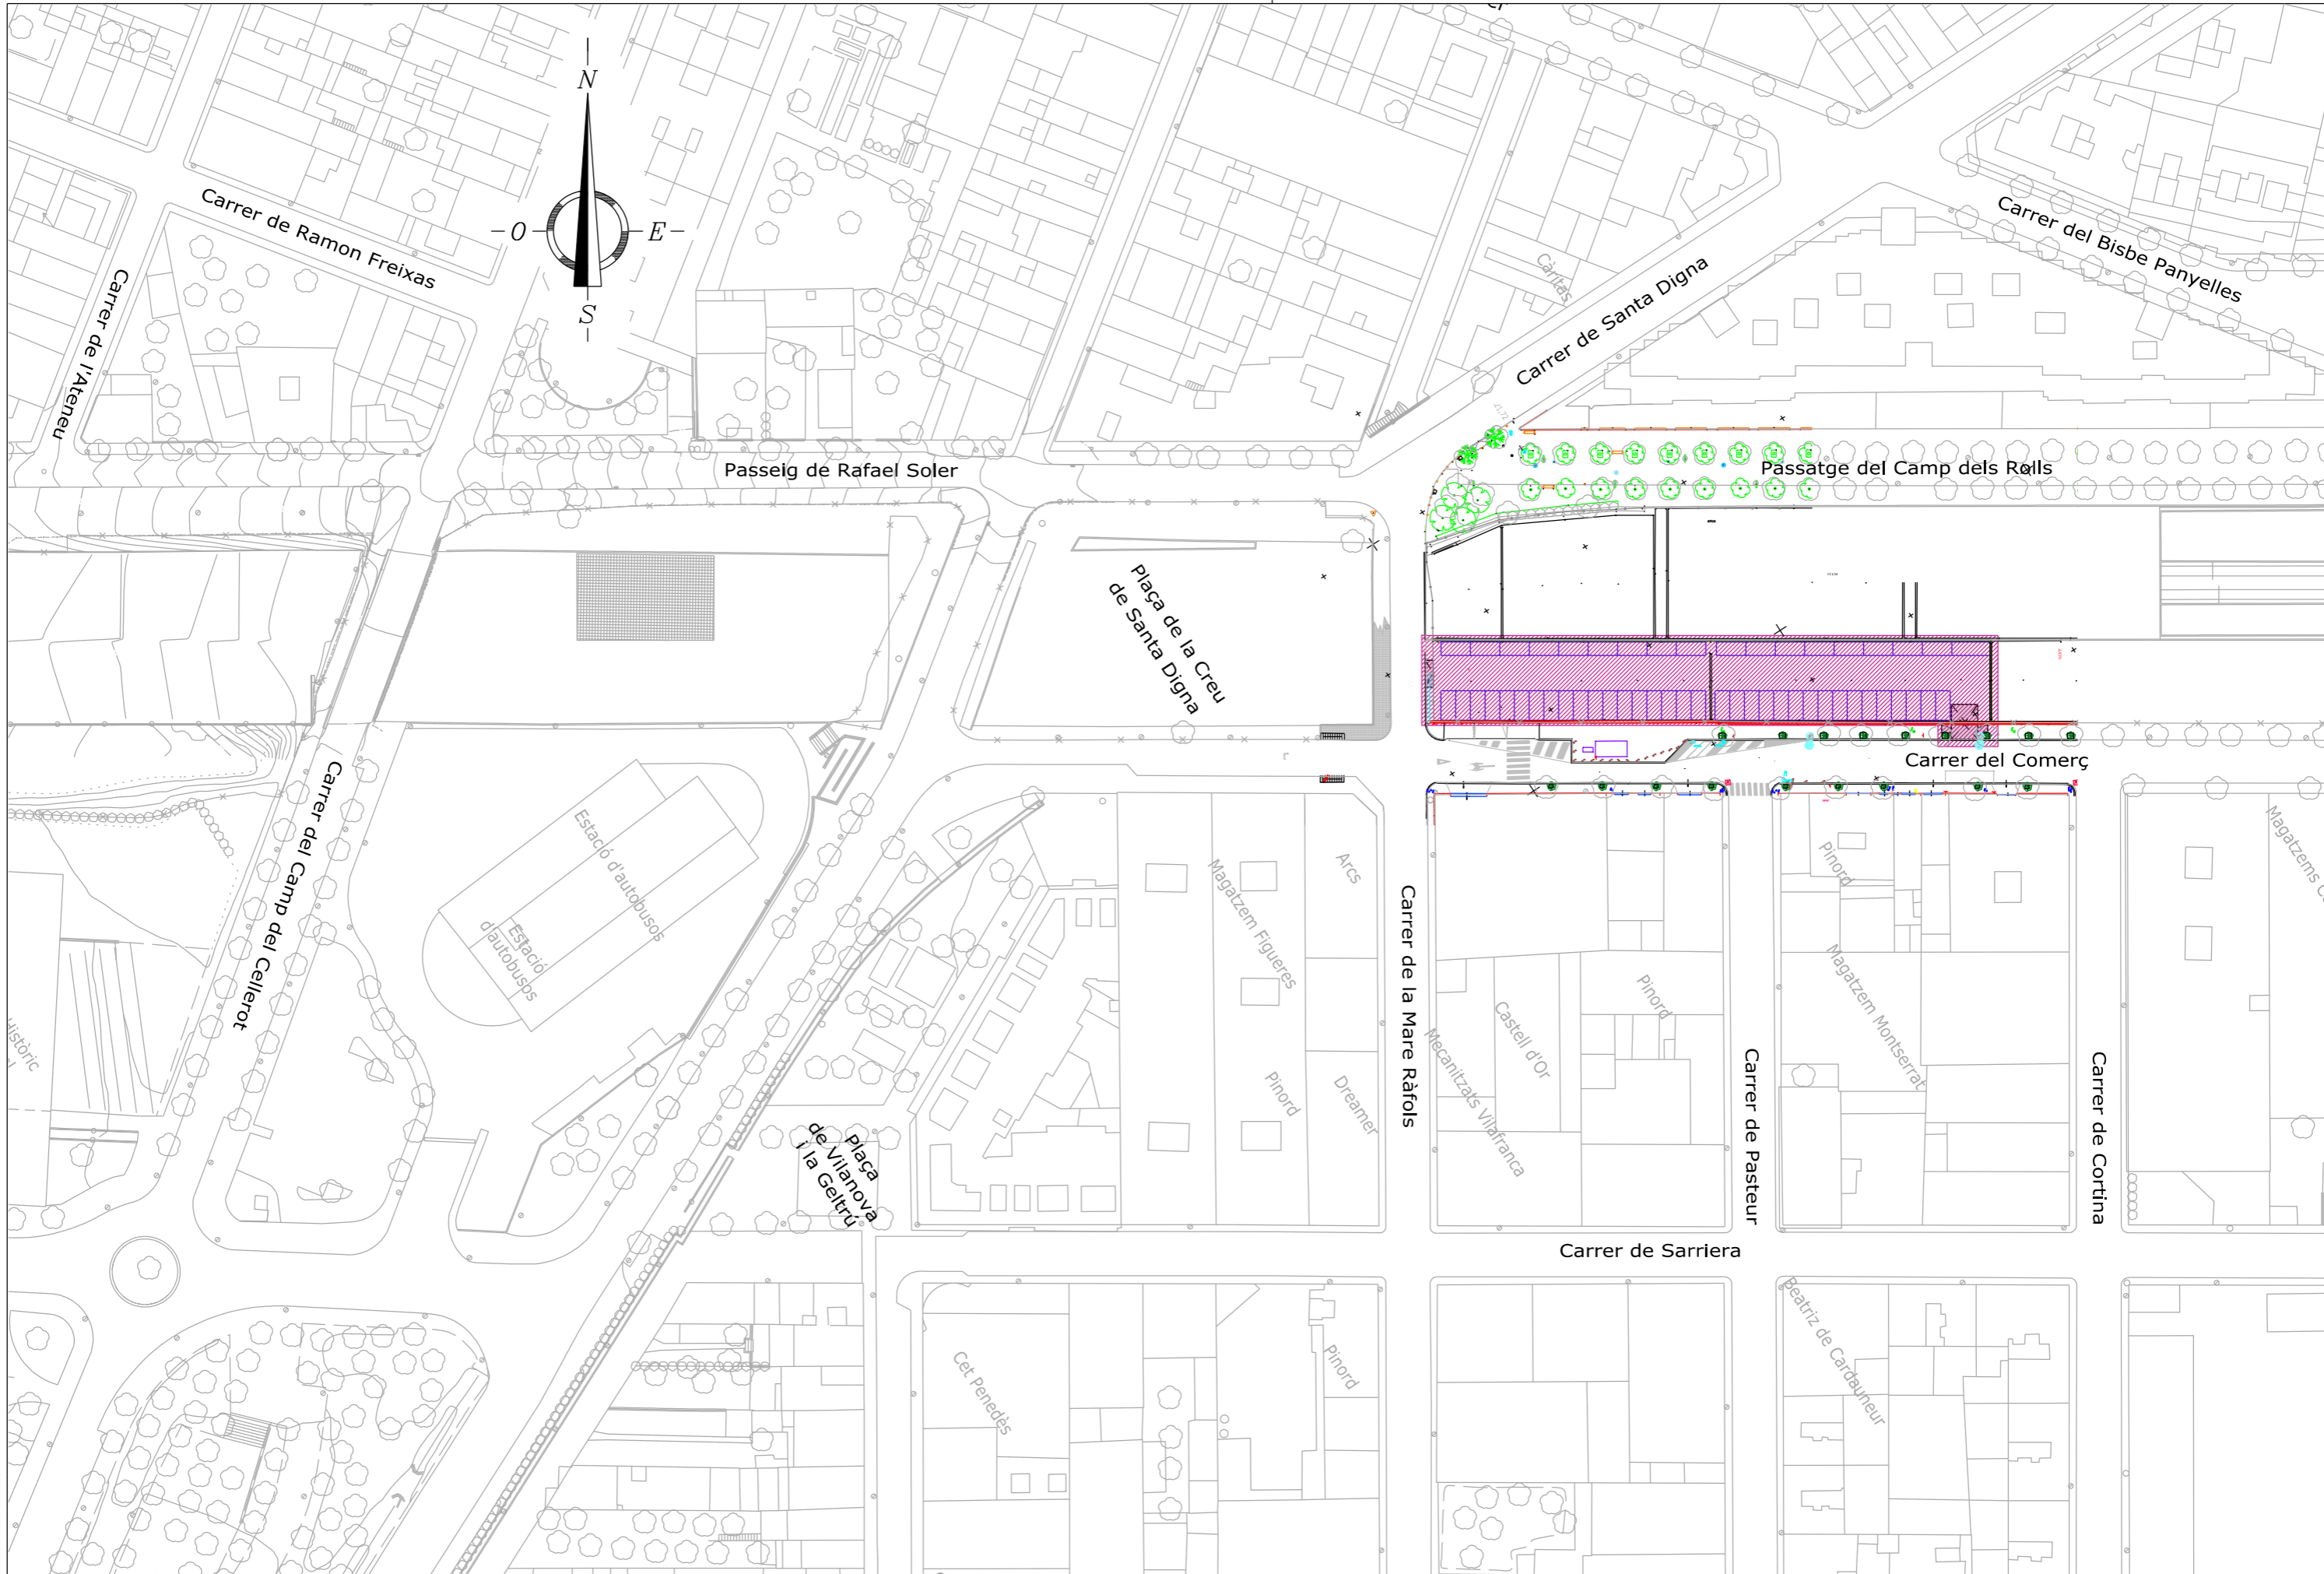 N
O
E
S
Carrer de Ramon Freixas
Carrer de l'Ateneu
Carrer del Bisbe Panyelles
Carrer de Santa Digna
Càritas
Passeig de Rafael Soler
Passatge del Camp dels Rolls
Plaça de la Creu
de Santa Digna
Carrer del Comerç
Carrer del Camp del Cellerot
Estació d'autobusos
Estació
d'autobusos
Magatzem Figueres
Arcs
Pinord
Dreamer
Carrer de la Mare Ràfols
Mecanitzats Vilafranca
Castell d'Or
Pinord
Carrer de Pasteur
Pinord
Magatzem Montserrat
Carrer de Cortina
Magatzems
Plaça
de Vilanova
i la Geltrú
Carrer de Sarriera
Cet Penedès
Pinord
Beatriz de Cardauneur